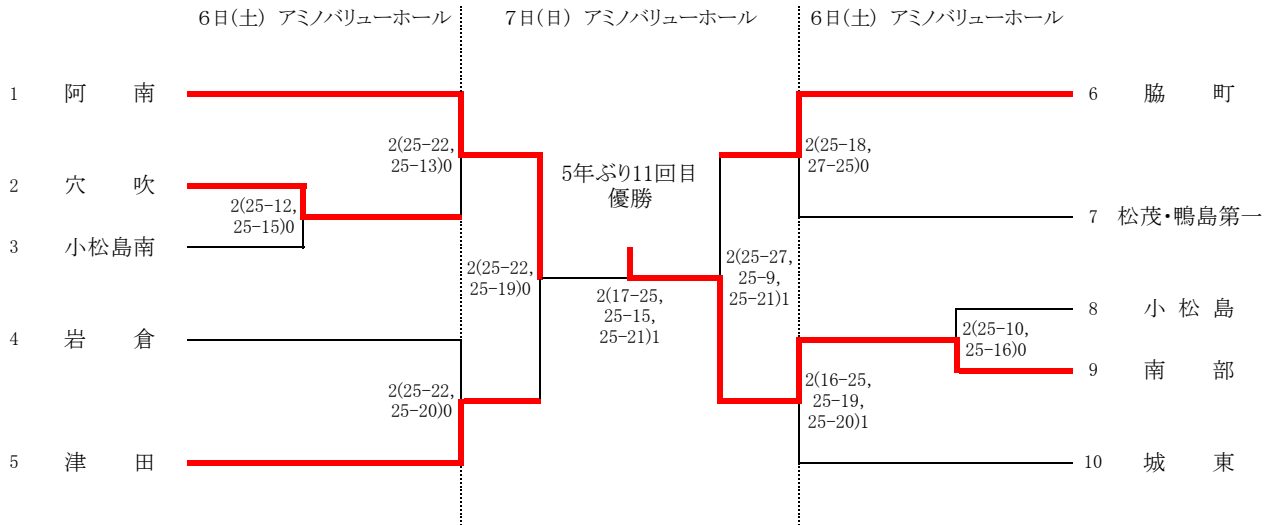 6日(土) アミノバリューホール
7日(日) アミノバリューホール
6日(土) アミノバリューホール
1 阿 南
2 穴 吹
3 小松島南
4 岩 倉
5 津 田
2(25-12,
25-15)0
2(25-22,
25-13)0
2(25-22,
25-20)0
2(25-22,
25-19)0
5年ぶり11回目
優勝
2(17-25,
25-15,
25-21)1
2(25-27,
25-9,
25-21)1
2(25-18,
27-25)0
2(16-25,
25-19,
25-20)1
2(25-10,
25-16)0
6 脇 町
7 松茂・鴨島第一
8 小 松 島
9 南 部
10 城 東